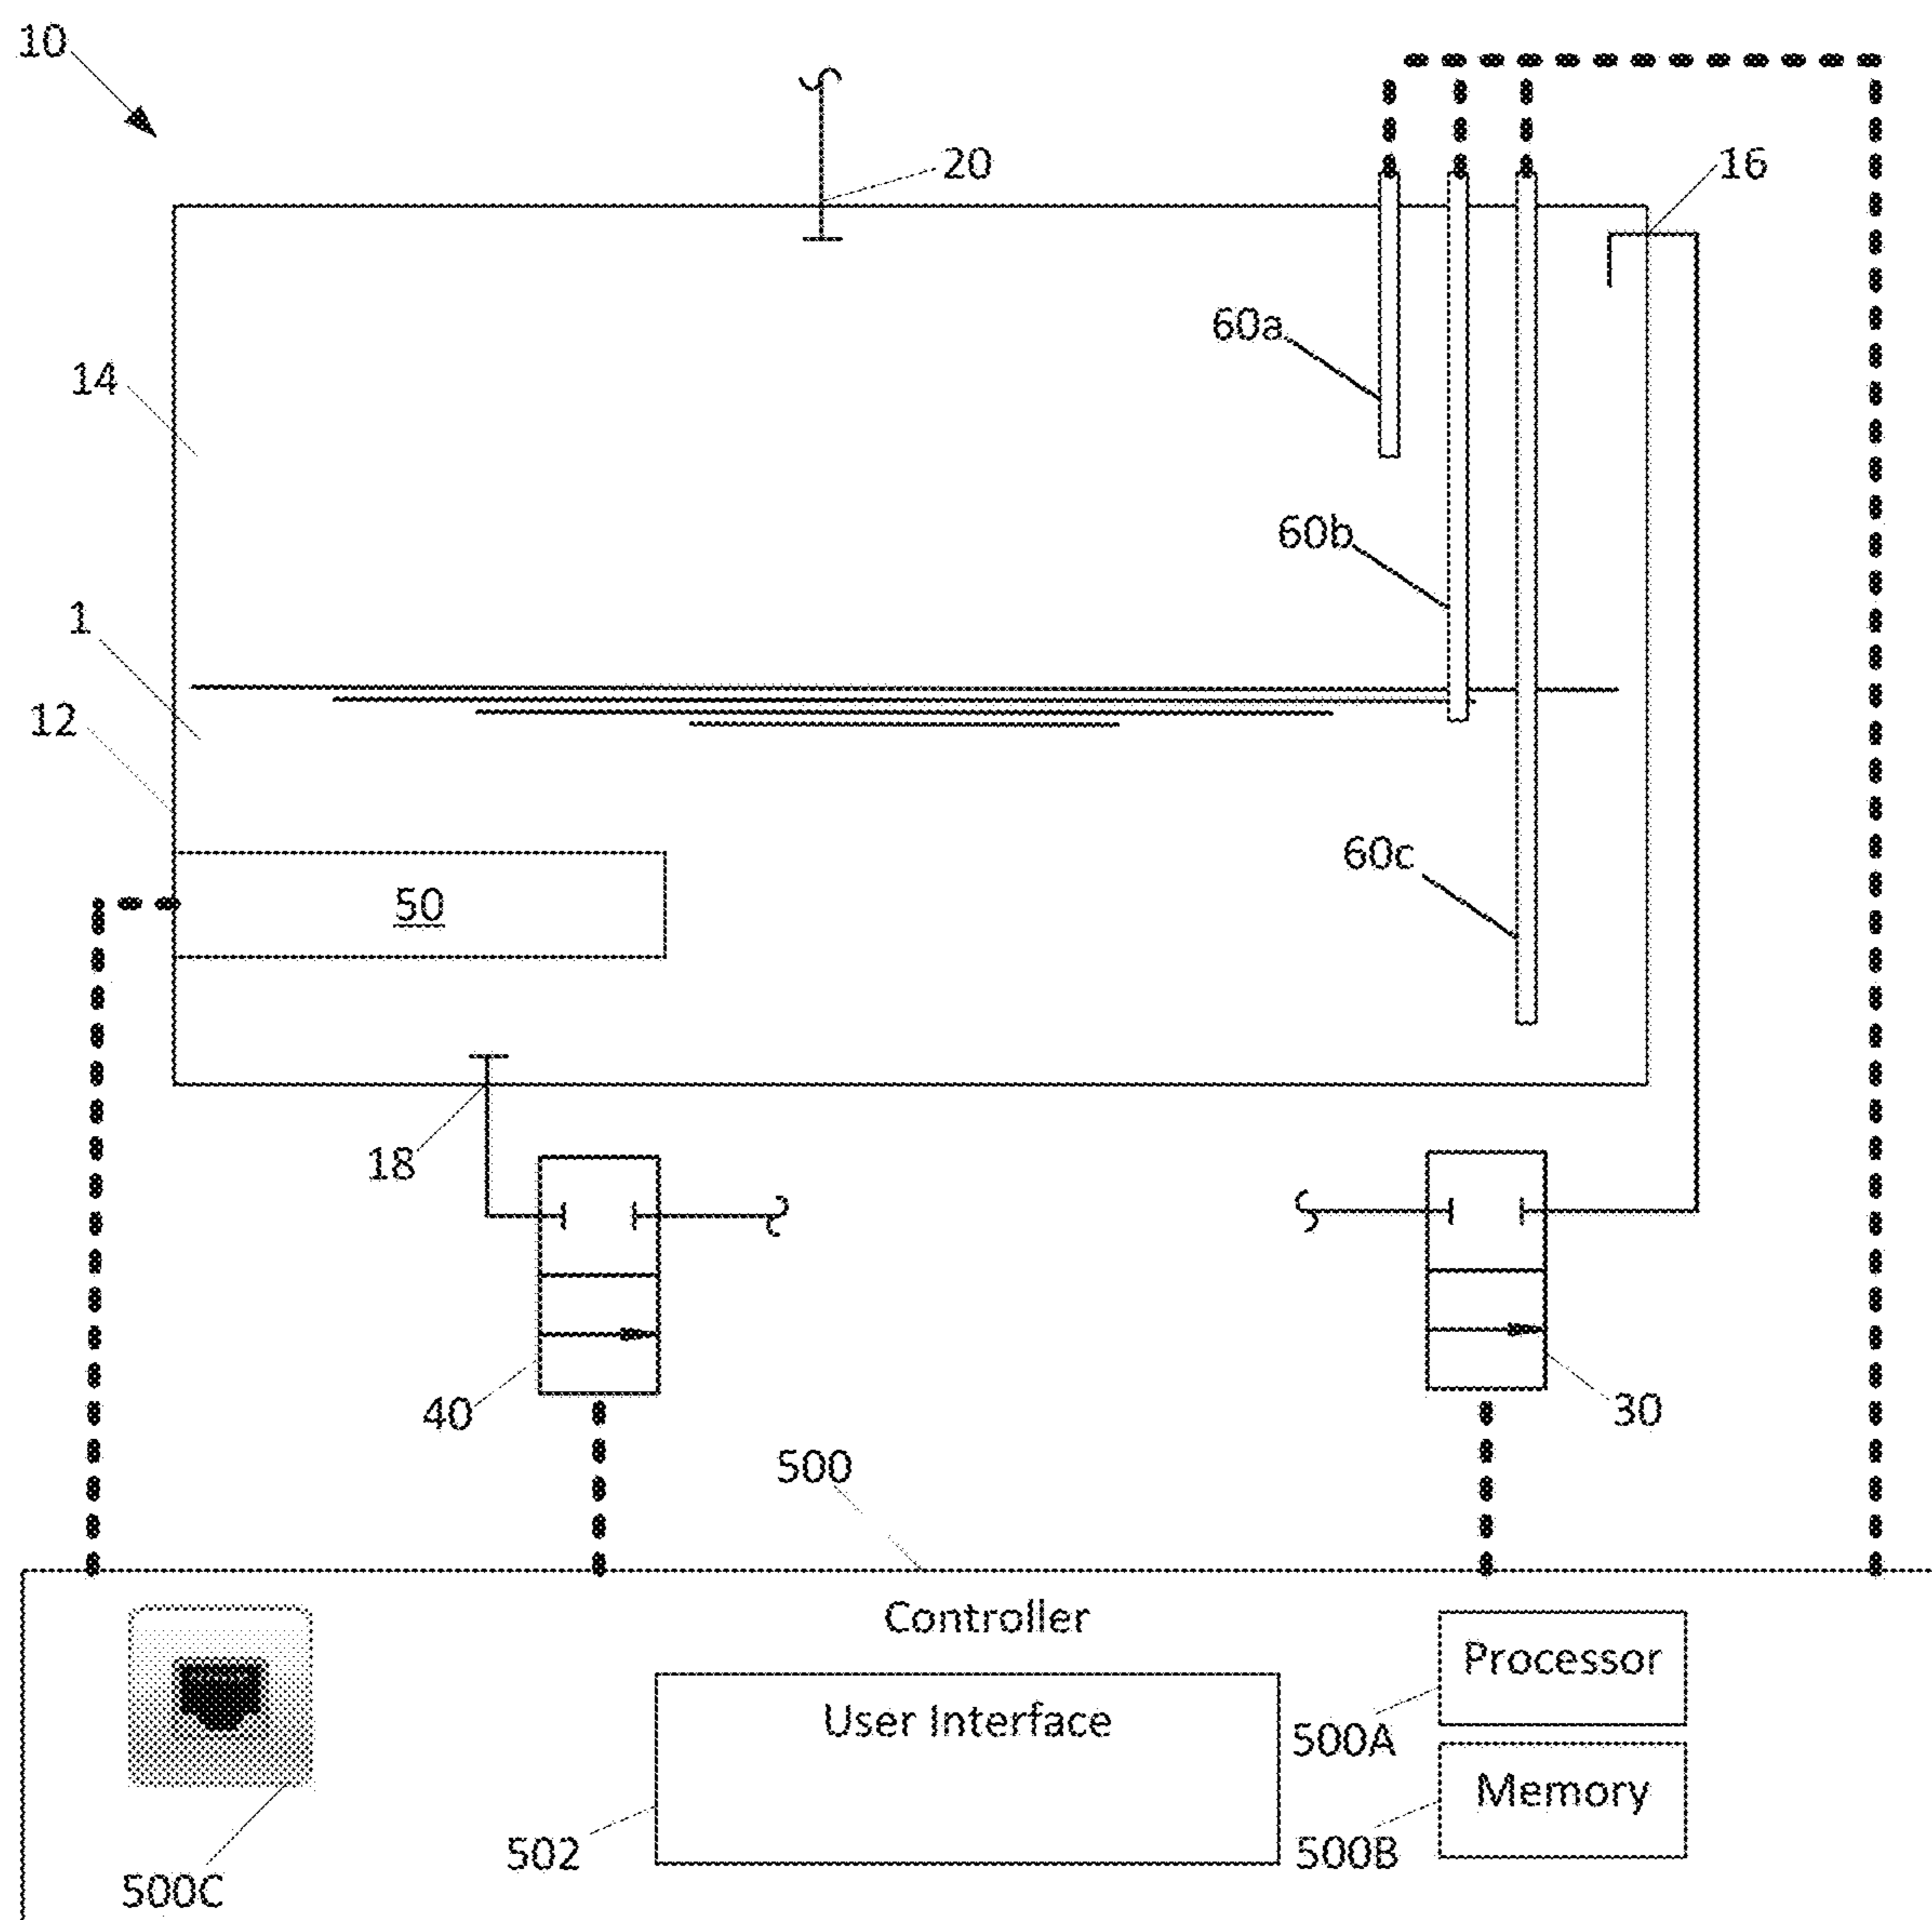 10
20
16
60a
14
60b
1
12
60c
50
18
40
30
500
Controller
Processor
User Interface
500A
Memory
502
500B
500C